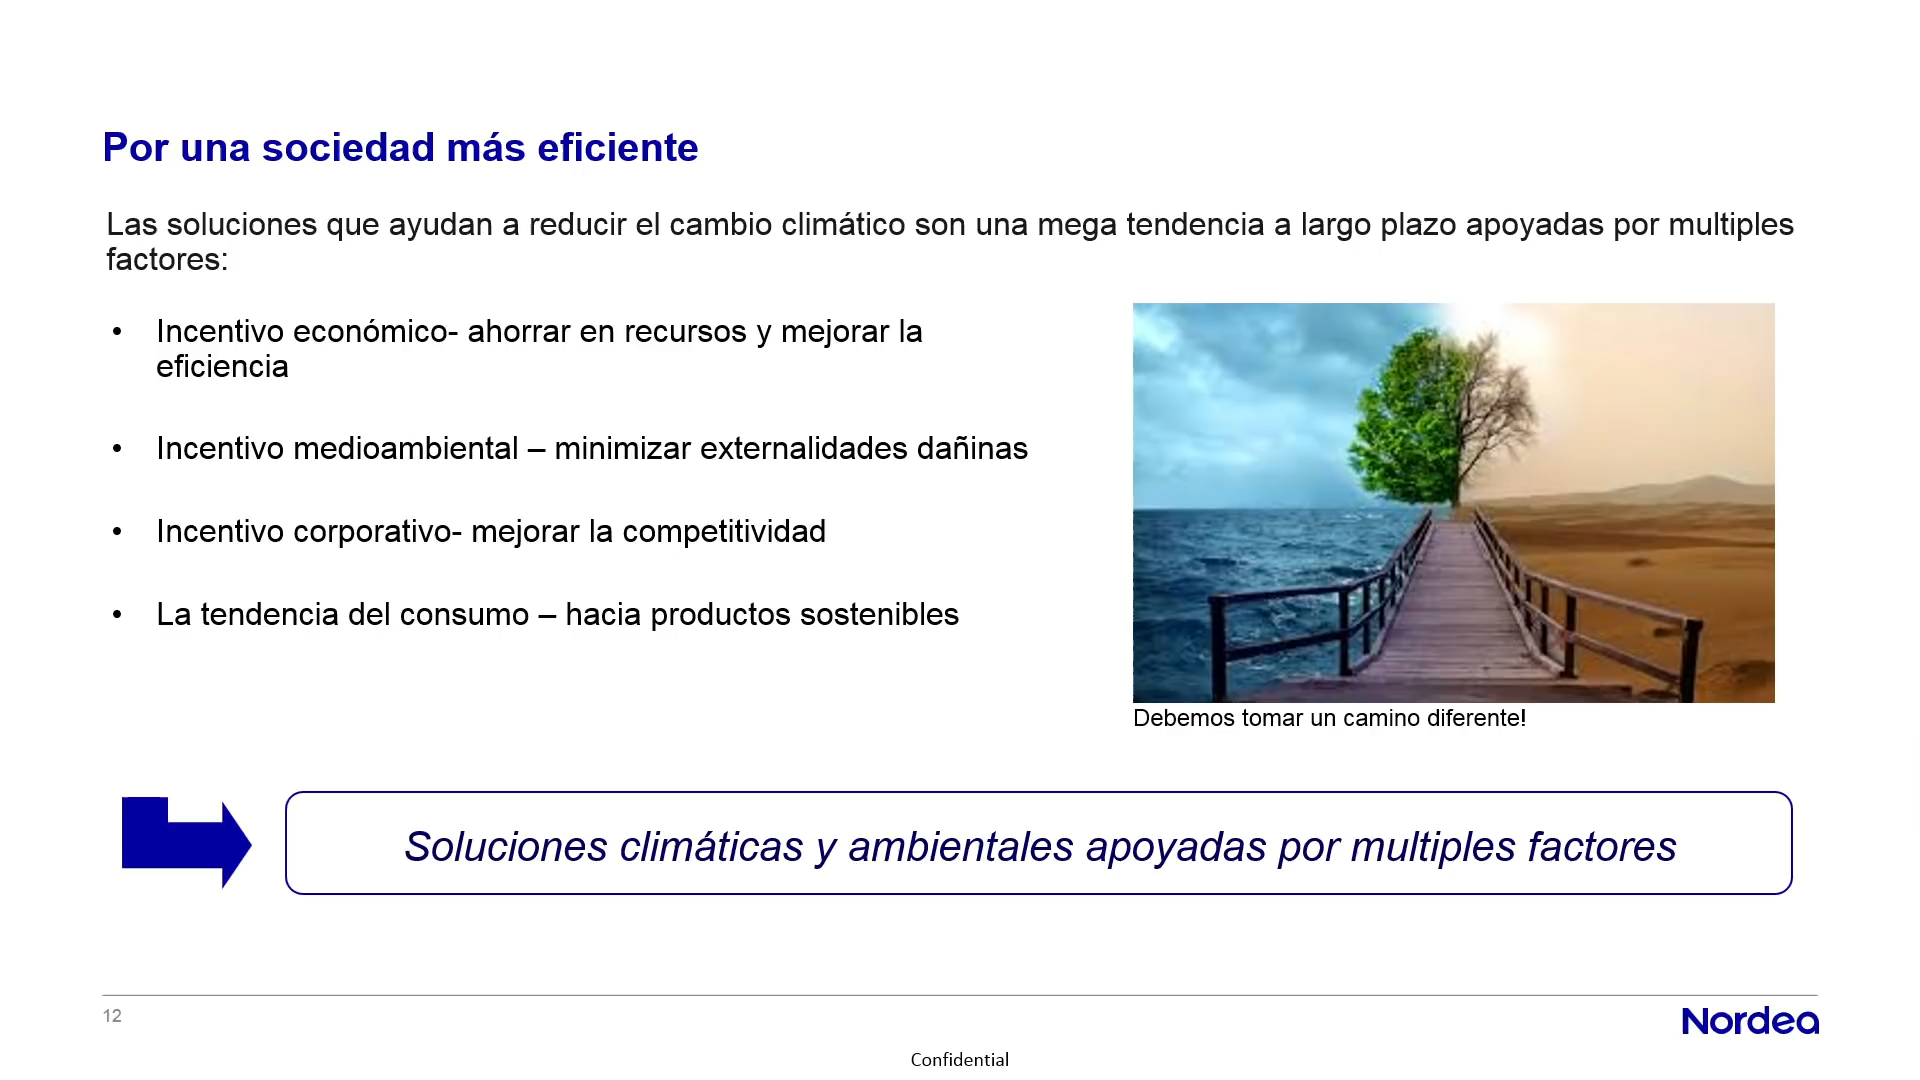 Por una sociedad más eficiente
Las soluciones que ayudan a reducir el cambio climático son una mega tendencia a largo plazo apoyadas por multiples
factores:
• Incentivo económico- ahorrar en recursos y mejorar la
eficiencia
• Incentivo medioambiental – minimizar externalidades dañinas
• Incentivo corporativo- mejorar la competitividad
• La tendencia del consumo – hacia productos sostenibles
Debemos tomar un camino diferente!
Soluciones climáticas y ambientales apoyadas por multiples factores
12
Nordea
Confidential